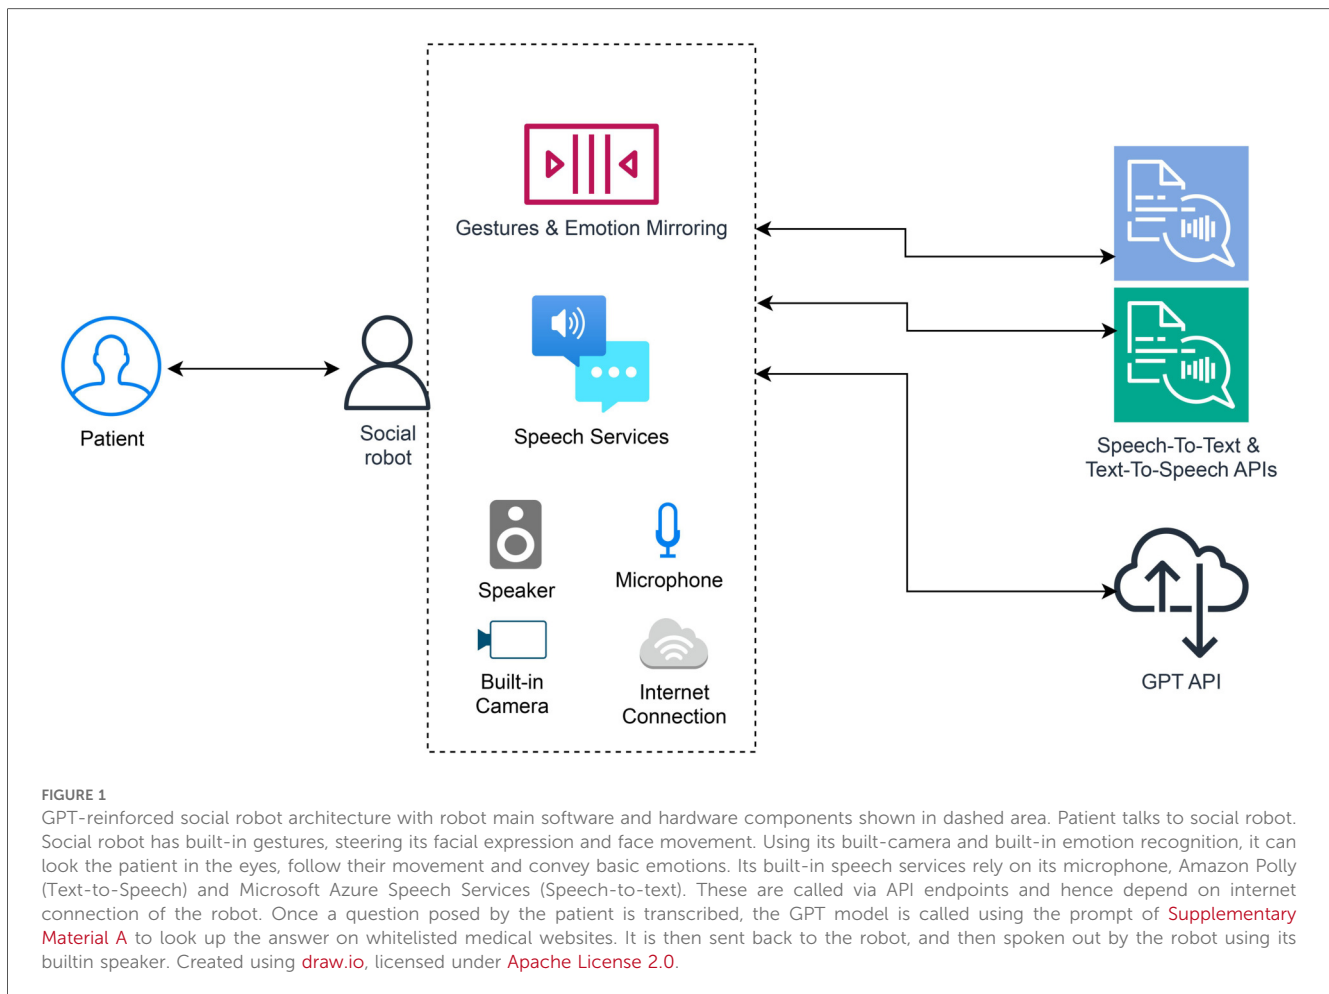 Gestures & Emotion Mirroring
Speech Services
Patient
Social
robot
Speaker
Microphone
Built-in
Camera
Internet
Connection
Speech-To-Text &
Text-To-Speech APIs
GPT API
FIGURE 1
GPT-reinforced social robot architecture with robot main software and hardware components shown in dashed area. Patient talks to social robot.
Social robot has built-in gestures, steering its facial expression and face movement. Using its built-camera and built-in emotion recognition, it can
look the patient in the eyes, follow their movement and convey basic emotions. Its built-in speech services rely on its microphone, Amazon Polly
(Text-to-Speech) and Microsoft Azure Speech Services (Speech-to-text). These are called via API endpoints and hence depend on internet
connection of the robot. Once a question posed by the patient is transcribed, the GPT model is called using the prompt of Supplementary
Material A to look up the answer on whitelisted medical websites. It is then sent back to the robot, and then spoken out by the robot using its
builtin speaker. Created using draw.io, licensed under Apache License 2.0.